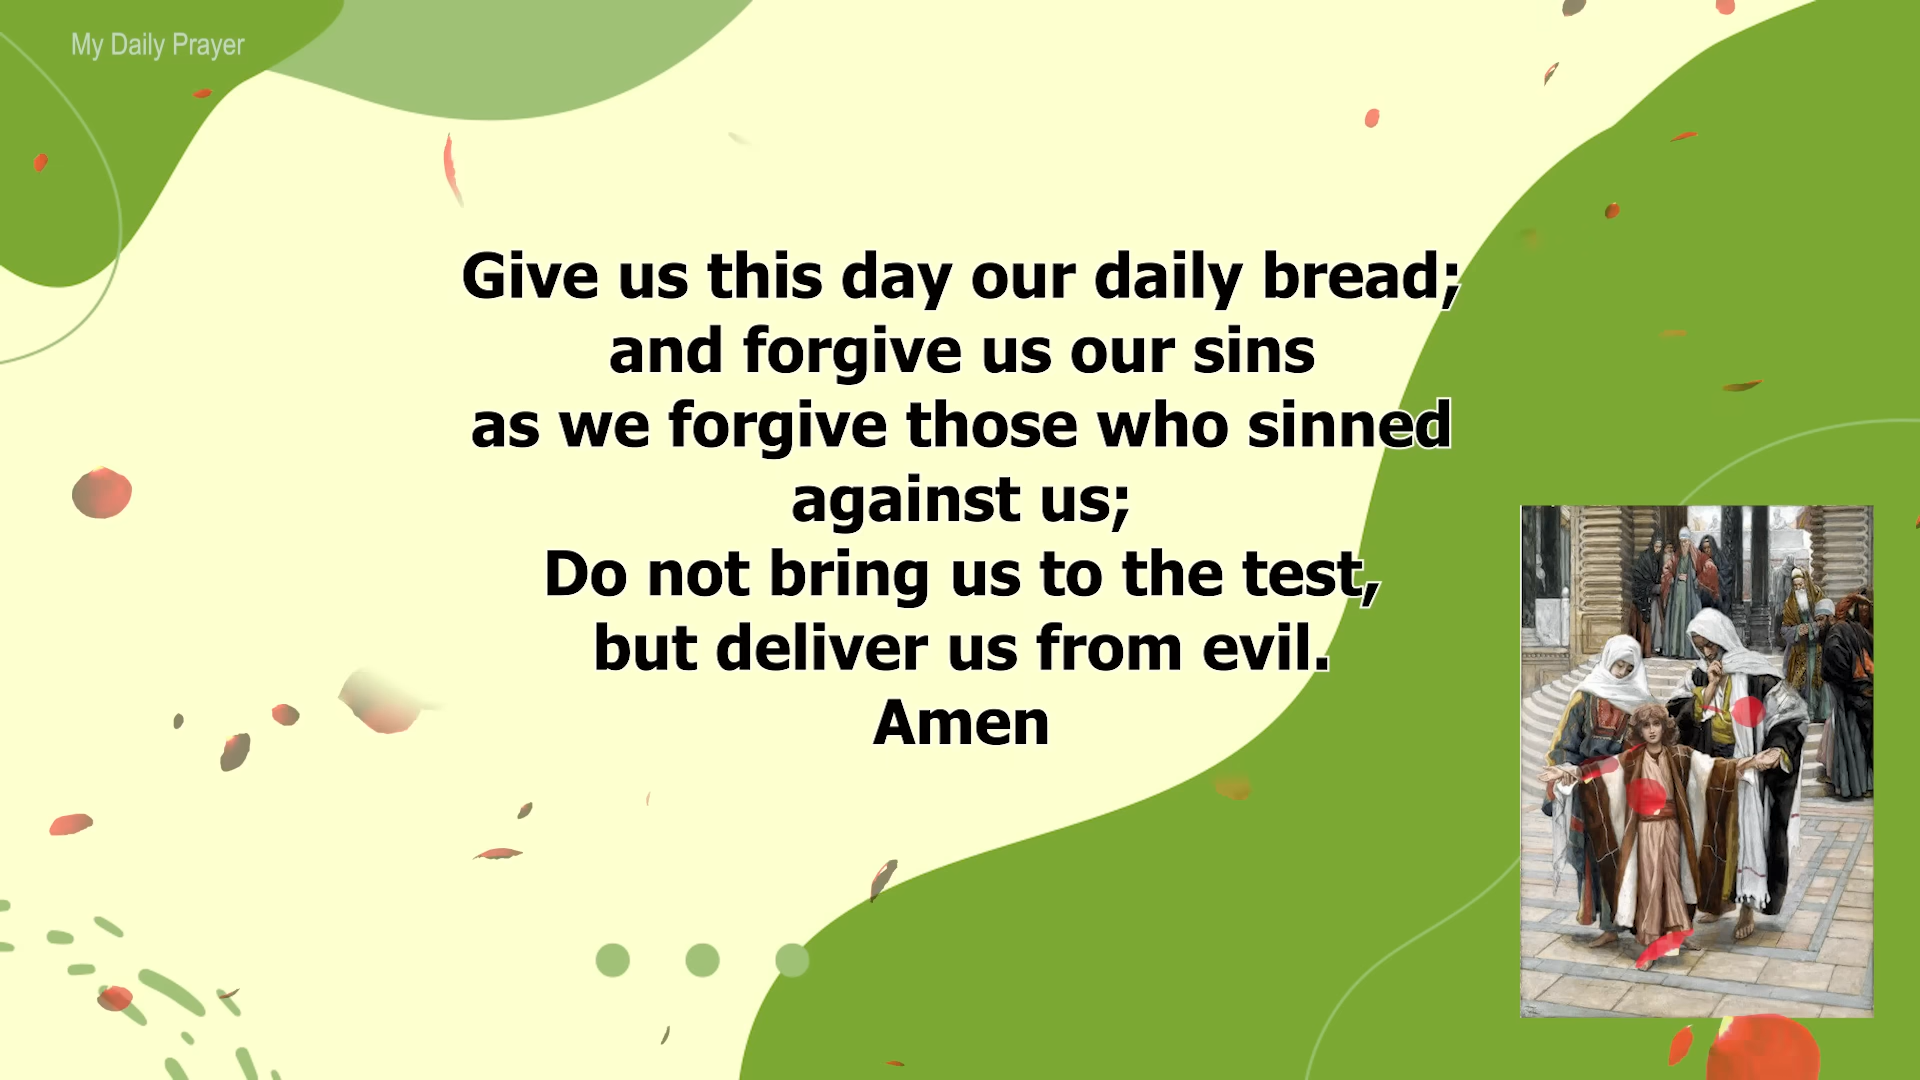 My Daily Prayer
Give us this day our daily bread;
and forgive us our sins
as we forgive those who sinned
against us;
Do not bring us to the test,
but deliver us from evil.
Amen